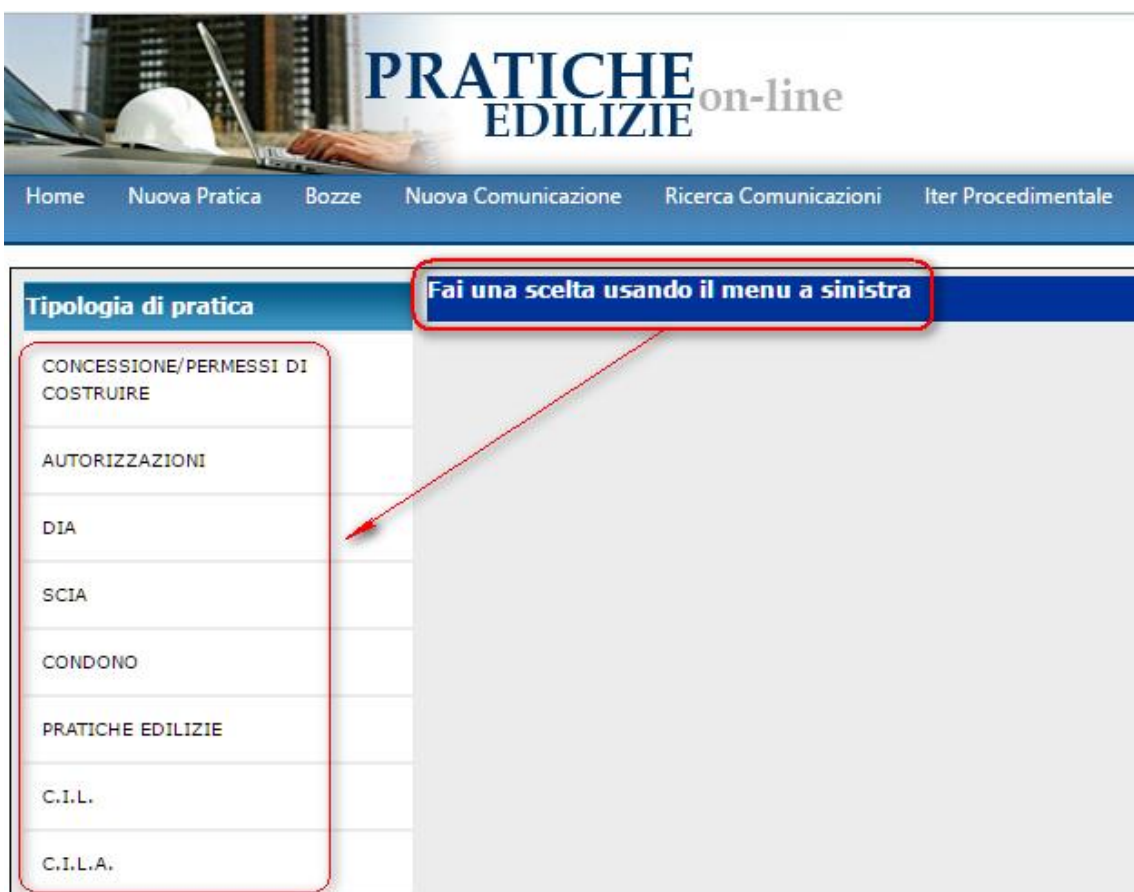 PRATICHE
EDILIZIE on-line
Home Nuova Pratica Bozze Nuova Comunicazione Ricerca Comunicazioni Iter Procedimentale
Tipologia di pratica
Fai una scelta usando il menu a sinistra
CONCESSIONE/PERMESSI DI
COSTRUIRE
AUTORIZZAZIONI
DIA
SCIA
CONDONO
PRATICHE EDILIZIE
C.I.L.
C.I.L.A.